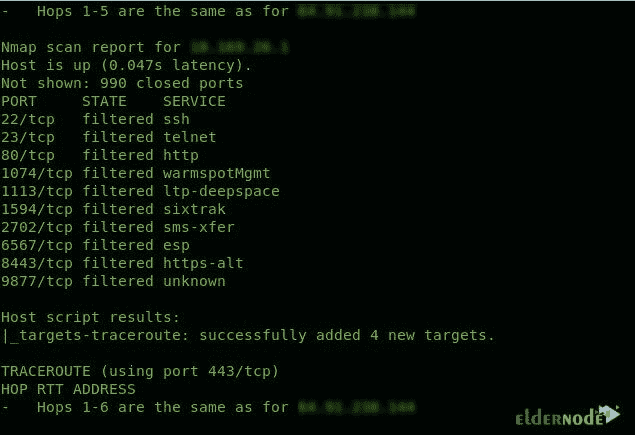 -   Hops 1-5 are the same as for
Nmap scan report for
Host is up (0.047s latency).
Not shown: 990 closed ports
PORT     STATE    SERVICE
22/tcp   filtered ssh
23/tcp   filtered telnet
80/tcp   filtered http
1074/tcp filtered warmspotMgmt
1113/tcp filtered ltp-deepspace
1594/tcp filtered sixtrak
2702/tcp filtered sms-xfer
6567/tcp filtered esp
8443/tcp filtered https-alt
9877/tcp filtered unknown
Host script results:
|_targets-traceroute: successfully added 4 new targets.
TRACEROUTE (using port 443/tcp)
HOP RTT ADDRESS
-   Hops 1-6 are the same as for
elderNode